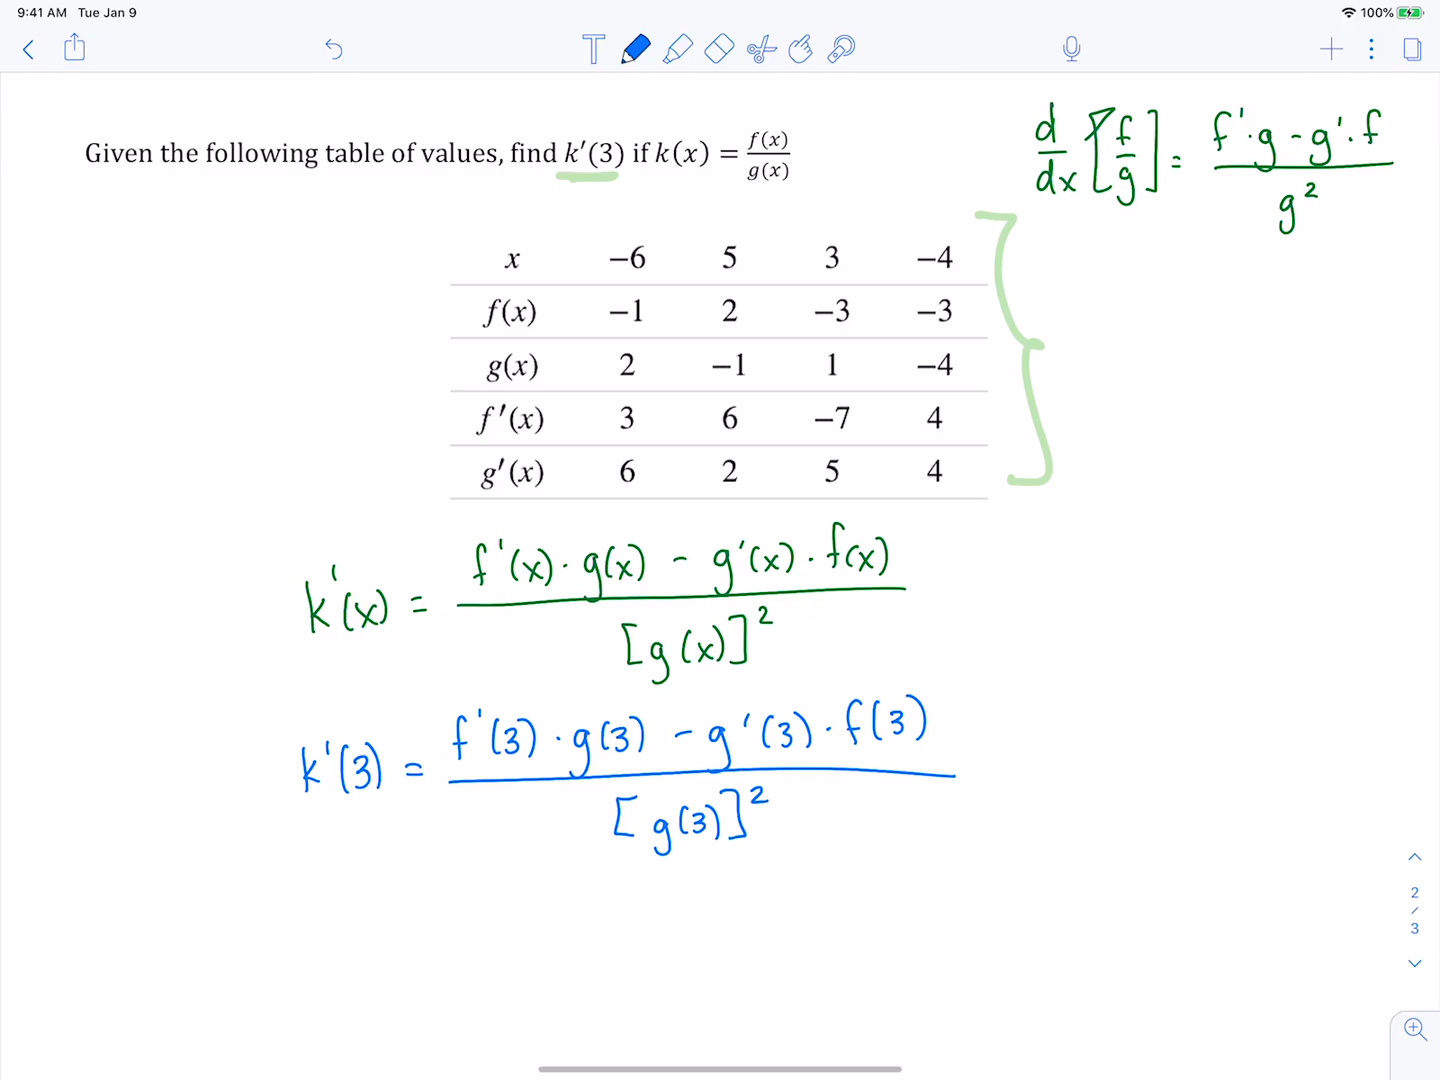 9:41 AM Tue Jan 9
100%
T
Given the following table of values, find k′(3) if k(x) = f(x)/g(x)
d/dx [f/g] = f'·g - g'·f / g²
x −6 5 3 −4
f(x) −1 2 −3 −3
g(x) 2 −1 1 −4
f′(x) 3 6 −7 4
g′(x) 6 2 5 4
k'(x) = f'(x)·g(x) - g'(x)·f(x) / [g(x)]²
k'(3) = f'(3)·g(3) - g'(3)·f(3) / [g(3)]²
2
/
3